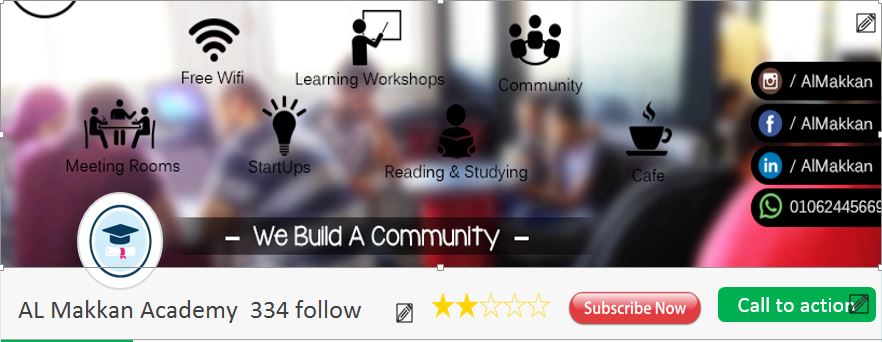 Free Wifi
Learning Workshops
Community
/ AlMakkan
/ AlMakkan
/ AlMakkan
01062445669
Meeting Rooms
StartUps
Reading & Studying
Cafe
– We Build A Community –
AL Makkan Academy 334 follow
Subscribe Now
Call to action